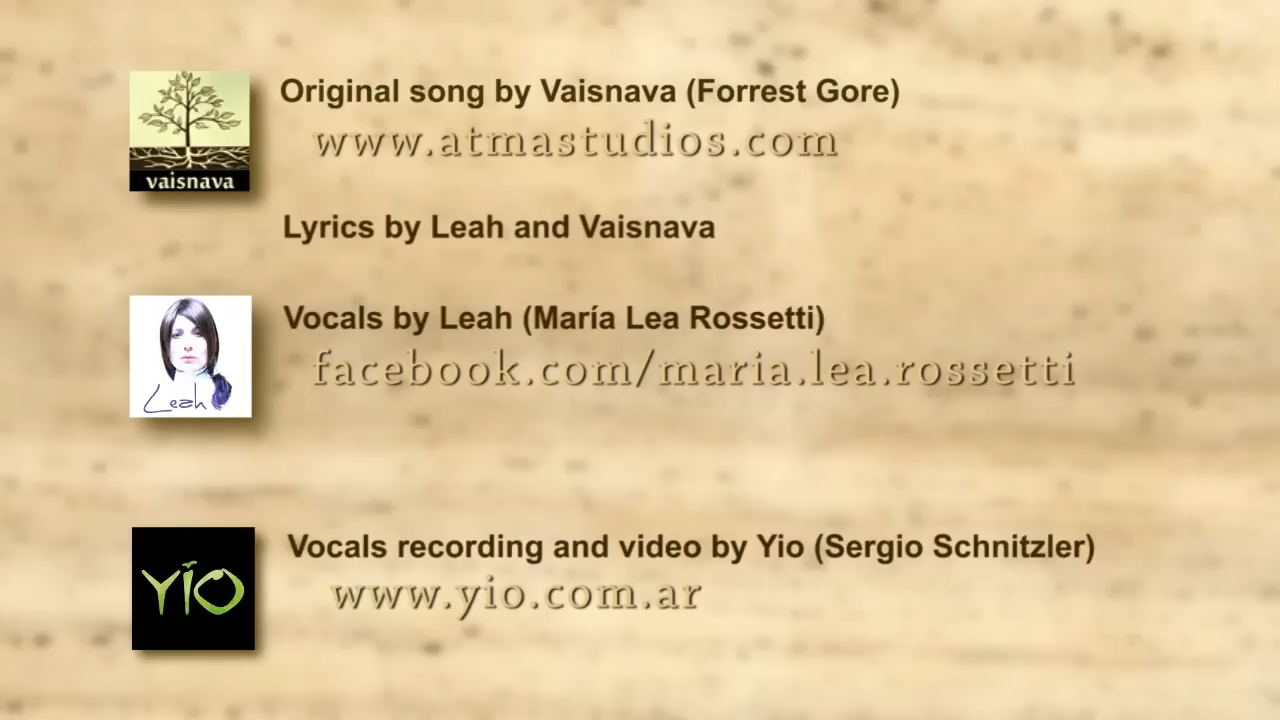 Original song by Vaisnava (Forrest Gore)
www.atmastudios.com
vaisnava
Lyrics by Leah and Vaisnava
Vocals by Leah (María Lea Rossetti)
facebook.com/maria.lea.rossetti
Leah
Vocals recording and video by Yio (Sergio Schnitzler)
YÍO
www.yio.com.ar